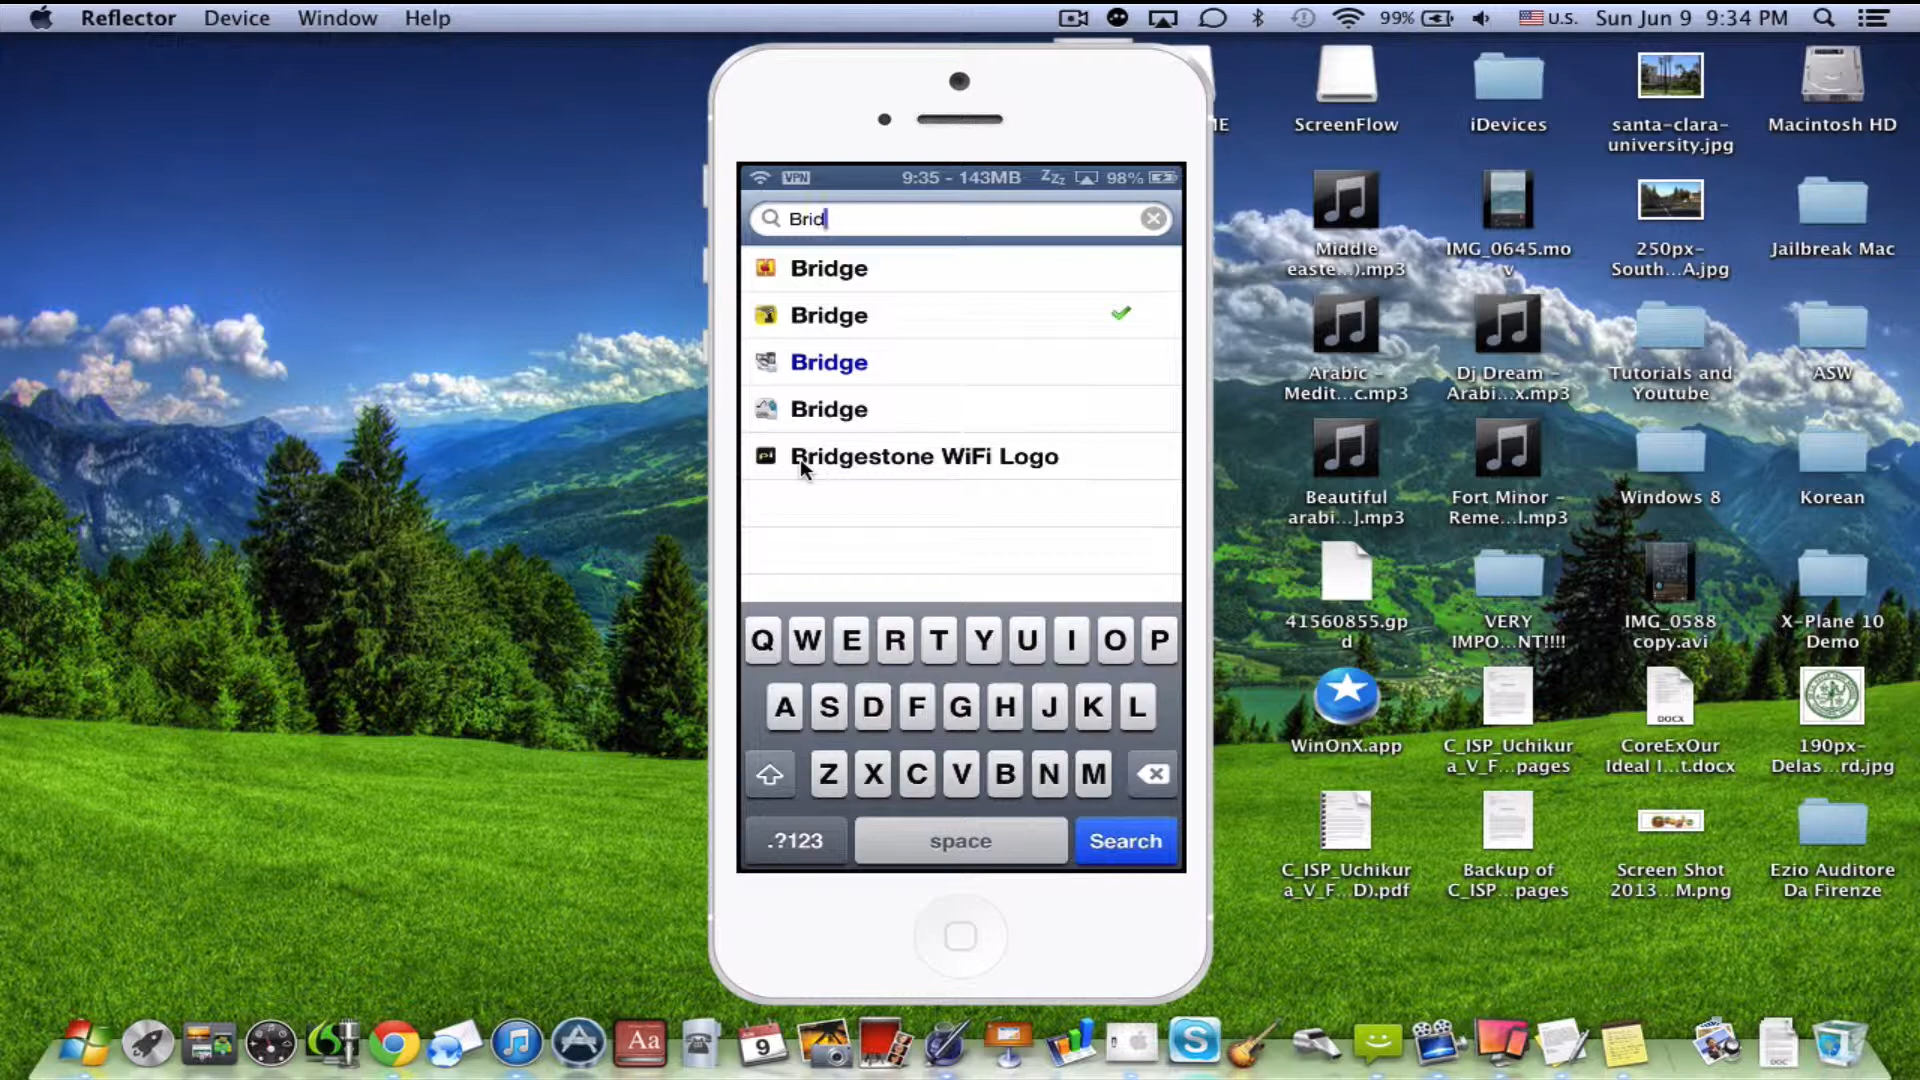 Reflector Device Window Help
99% U.S. Sun Jun 9 9:34 PM
VPN 9:35 - 143MB Zzz 98%
Brid
Bridge
Bridge
Bridge
Bridge
Bridgestone WiFi Logo
Q W E R T Y U I O P
A S D F G H J K L
Z X C V B N M
.?123 space Search
ScreenFlow
iDevices
santa-clara-
university.jpg
Macintosh HD
Middle
easte...).mp3
IMG_0645.mo
v
250px-
South...A.jpg
Jailbreak Mac
Arabic -
Medit...c.mp3
Dj Dream -
Arabi...x.mp3
Tutorials and
Youtube
ASW
Beautiful
arabi...].mp3
Fort Minor -
Reme...l.mp3
Windows 8
Korean
41560855.gp
d
VERY
IMPO...NT!!!!
IMG_0588
copy.avi
X-Plane 10
Demo
WinOnX.app
C_ISP_Uchikur
a_V_F...pages
DOCX
CoreExOur
Ideal I...t.docx
190px-
Delas...rd.jpg
C_ISP_Uchikur
a_V_F...D).pdf
Backup of
C_ISP...pages
Screen Shot
2013...M.png
Ezio Auditore
Da Firenze
Aa
9